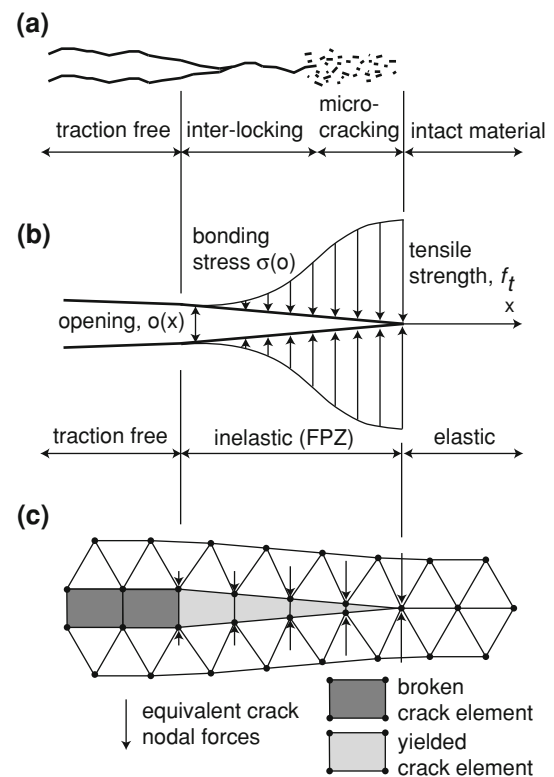 (a)
micro-
cracking
traction free
inter-locking
intact material
(b)
bonding
stress σ(o)
tensile
strength, ft
x
opening, o(x)
traction free
inelastic (FPZ)
elastic
(c)
equivalent crack
nodal forces
broken
crack element
yielded
crack element